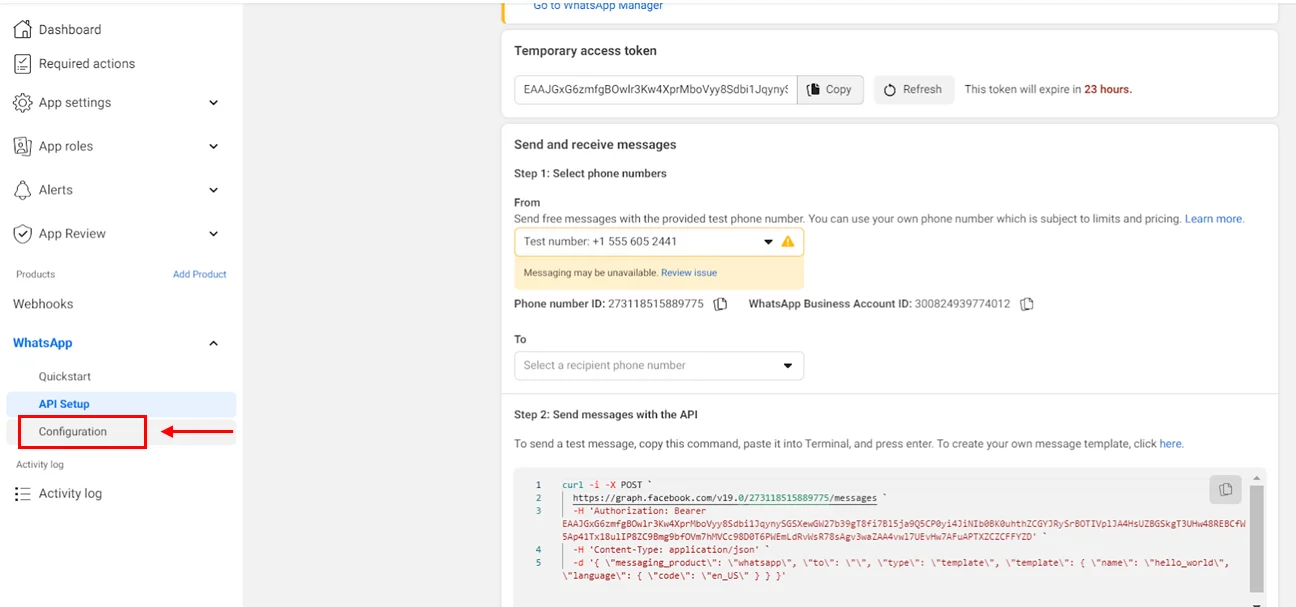 Dashboard
Required actions
App settings
App roles
Alerts
App Review
Products Add Product
Webhooks
WhatsApp
Quickstart
API Setup
Configuration
Activity log
Activity log
Go to WhatsApp Manager
Temporary access token
Copy Refresh This token will expire in 23 hours.
Send and receive messages
Step 1: Select phone numbers
From
Send free messages with the provided test phone number. You can use your own phone number which is subject to limits and pricing. Learn more.
Test number: +1 555 605 2441
Messaging may be unavailable. Review issue
Phone number ID: 273118515889775 WhatsApp Business Account ID: 300824939774012
To
Select a recipient phone number
Step 2: Send messages with the API
To send a test message, copy this command, paste it into Terminal, and press enter. To create your own message template, click here.
1 curl -i -X POST `
2 https://graph.facebook.com/v19.0/273118515889775/messages `
3 -H 'Authorization: Bearer
4 -H 'Content-Type: application/json' `
5 -d '{ \"messaging_product\": \"whatsapp\", \"to\": \"\", \"type\": \"template\", \"template\": { \"name\": \"hello_world\",
\"language\": { \"code\": \"en_US\" } } }'